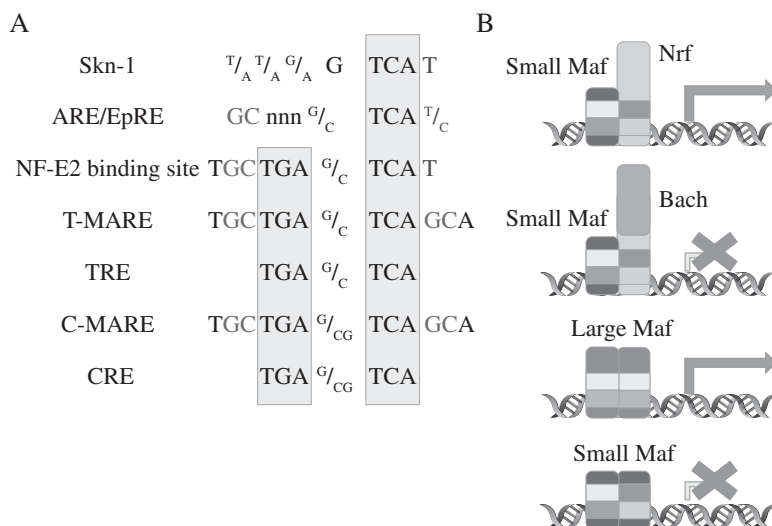 A
Skn-1 T/A T/A G/A G TCA T
ARE/EpRE GC nnn G/C TCA T/C
NF-E2 binding site TGC TGA G/C TCA T
T-MARE TGC TGA G/C TCA GCA
TRE TGA G/C TCA
C-MARE TGC TGA G/CG TCA GCA
CRE TGA G/CG TCA
B
Nrf
Small Maf
Bach
Small Maf
Large Maf
Small Maf